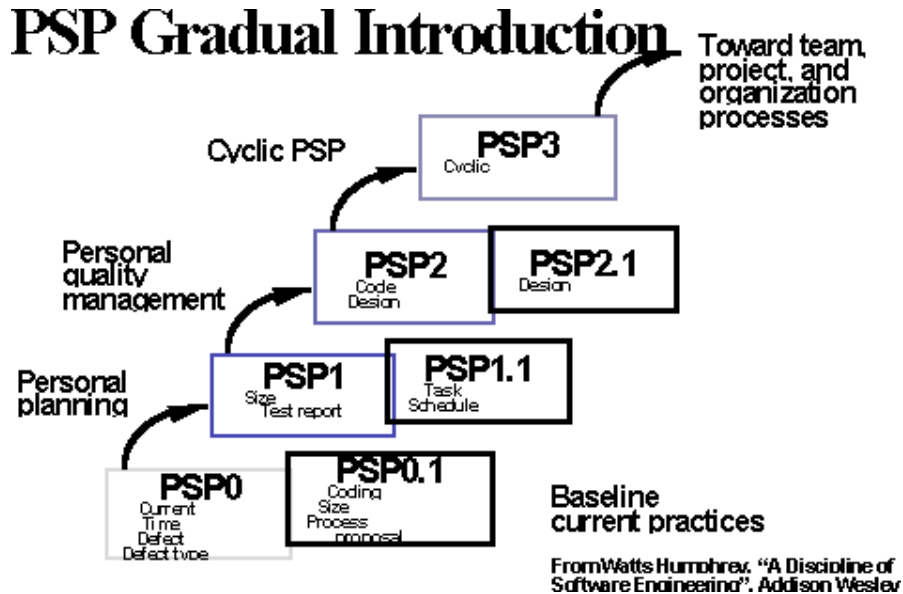 PSP Gradual Introduction
Toward team,
project, and
organization
processes
Cyclic PSP
PSP3
Cyclic
Personal
quality
management
PSP2
Code
Design
PSP2.1
Design
Personal
planning
PSP1
Size
Test report
PSP1.1
Task
Schedule
PSP0
Current
Time
Defect
Defect type
PSP0.1
Coding
Size
Process
proposal
Baseline
current practices
From Watts Humphrey, “A Discipline of
Software Engineering”, Addison Wesley